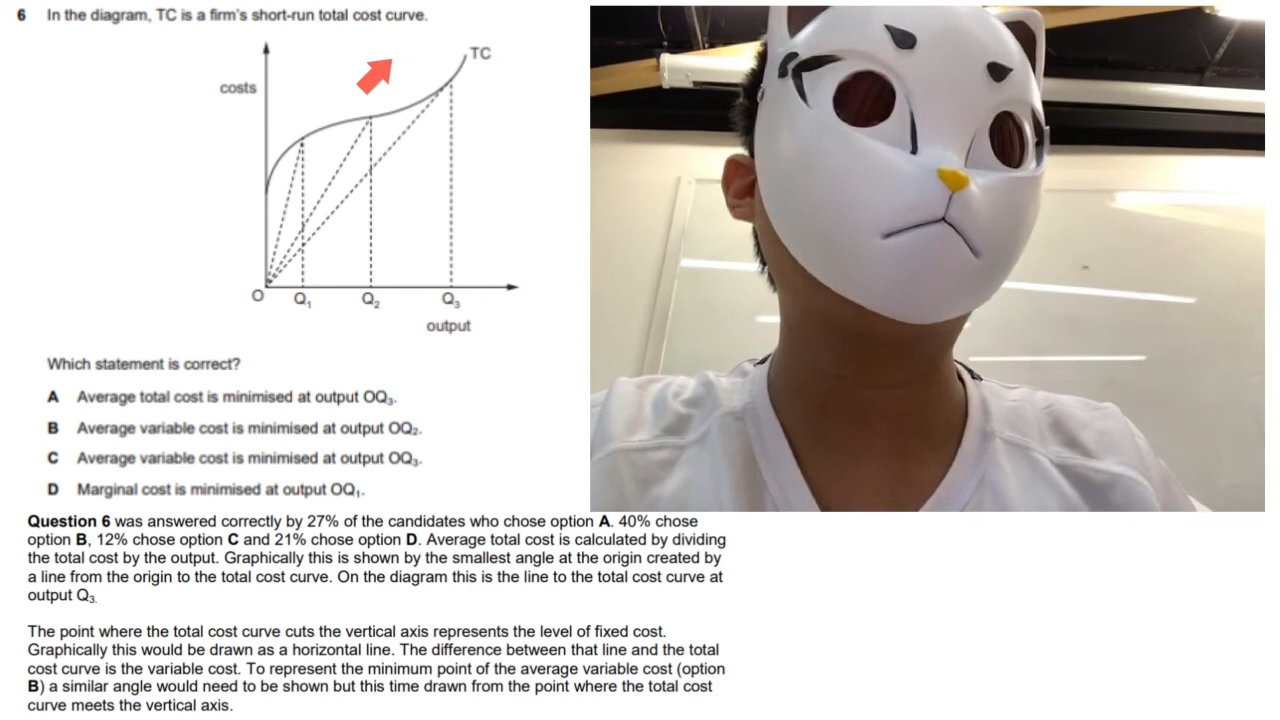 6 In the diagram, TC is a firm's short-run total cost curve.
TC
costs
O Q₁ Q₂ Q₃
output
Which statement is correct?
A Average total cost is minimised at output OQ₃.
B Average variable cost is minimised at output OQ₂.
C Average variable cost is minimised at output OQ₃.
D Marginal cost is minimised at output OQ₁.
Question 6 was answered correctly by 27% of the candidates who chose option A. 40% chose
option B, 12% chose option C and 21% chose option D. Average total cost is calculated by dividing
the total cost by the output. Graphically this is shown by the smallest angle at the origin created by
a line from the origin to the total cost curve. On the diagram this is the line to the total cost curve at
output Q₃.
The point where the total cost curve cuts the vertical axis represents the level of fixed cost.
Graphically this would be drawn as a horizontal line. The difference between that line and the total
cost curve is the variable cost. To represent the minimum point of the average variable cost (option
B) a similar angle would need to be shown but this time drawn from the point where the total cost
curve meets the vertical axis.